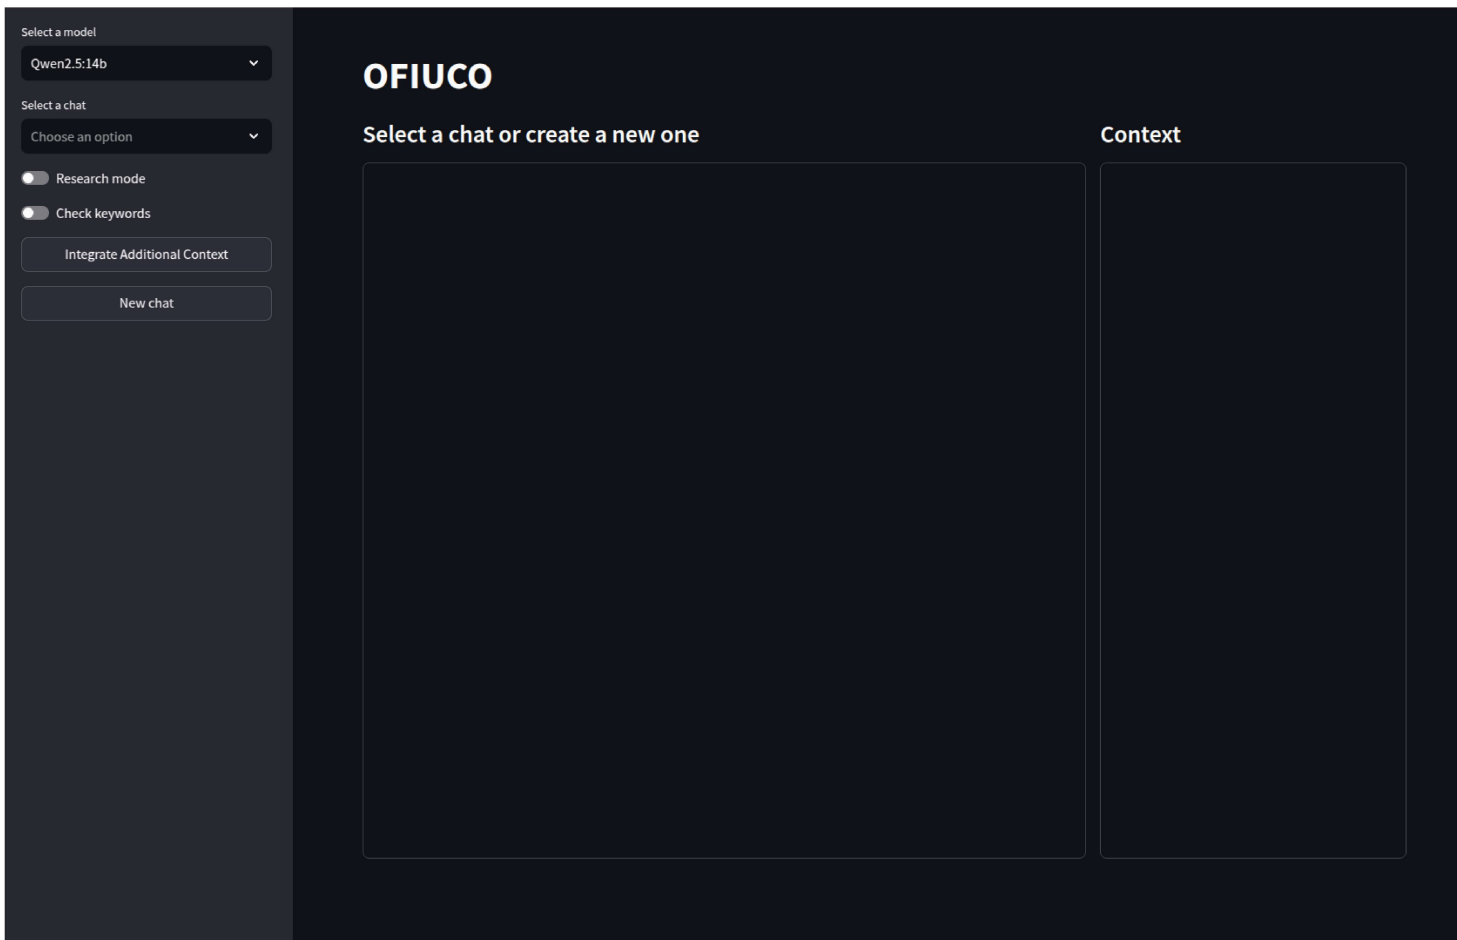 Select a model
Qwen2.5:14b
Select a chat
Choose an option
Research mode
Check keywords
Integrate Additional Context
New chat
OFIUCO
Select a chat or create a new one
Context